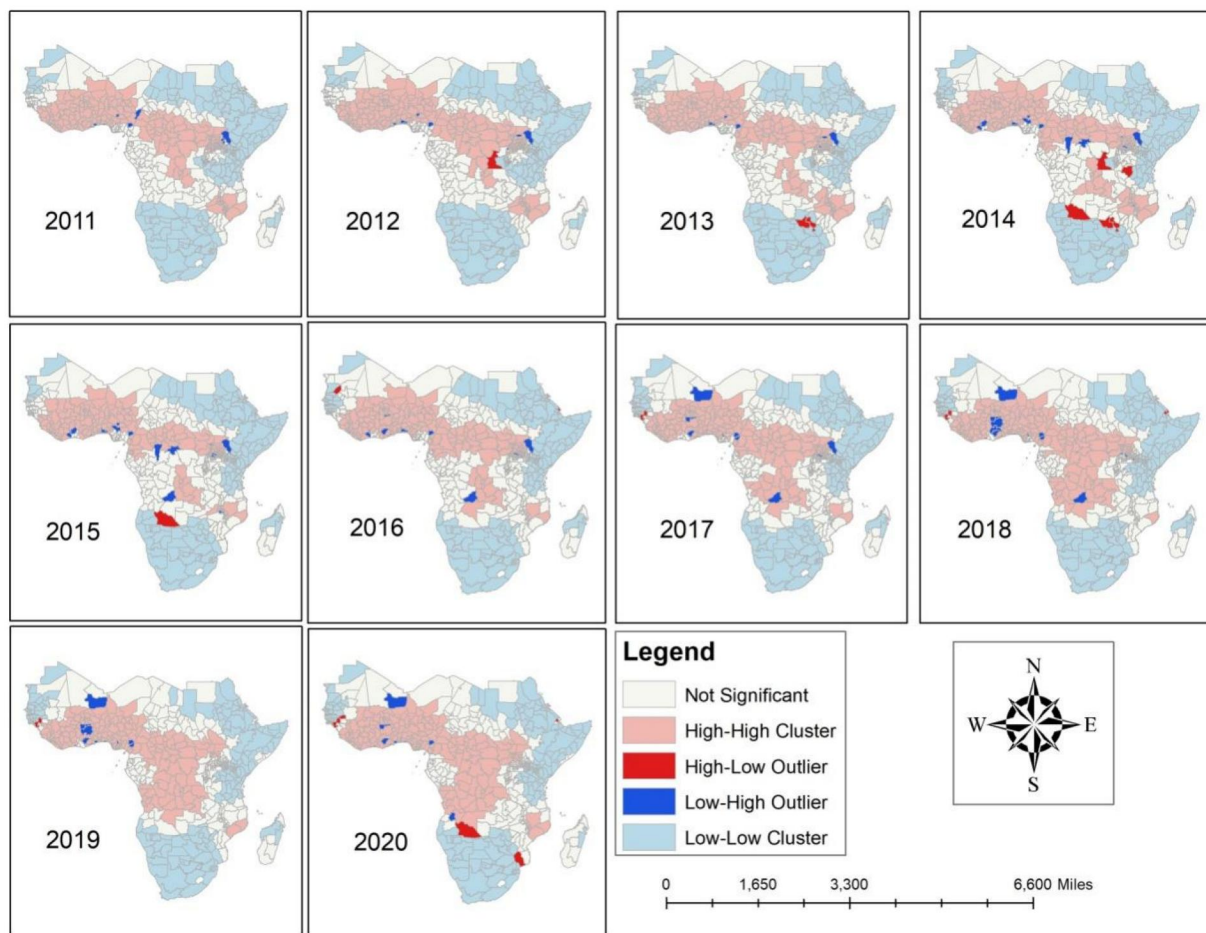 2011
2012
2013
2014
2015
2016
2017
2018
2019
2020
Legend
Not Significant
High-High Cluster
High-Low Outlier
Low-High Outlier
Low-Low Cluster
N
W
E
S
0 1,650 3,300 6,600 Miles